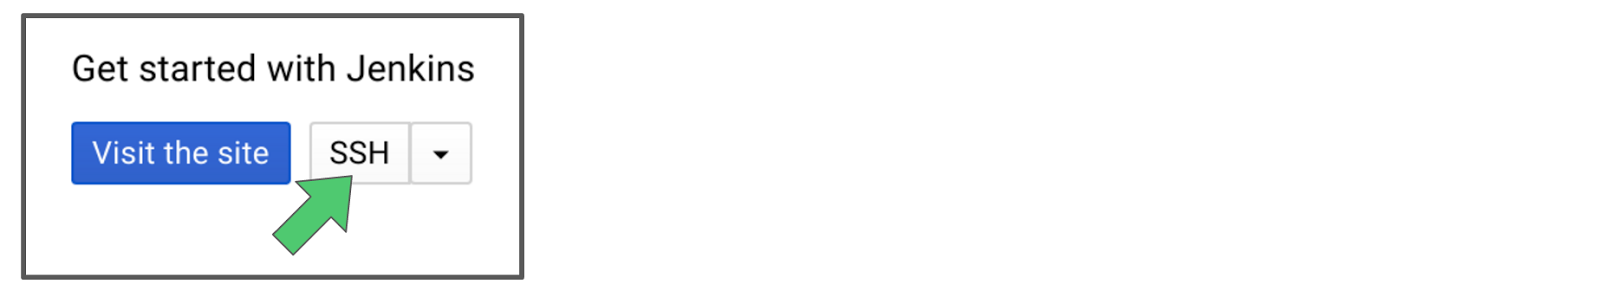 Get started with Jenkins
Visit the site SSH